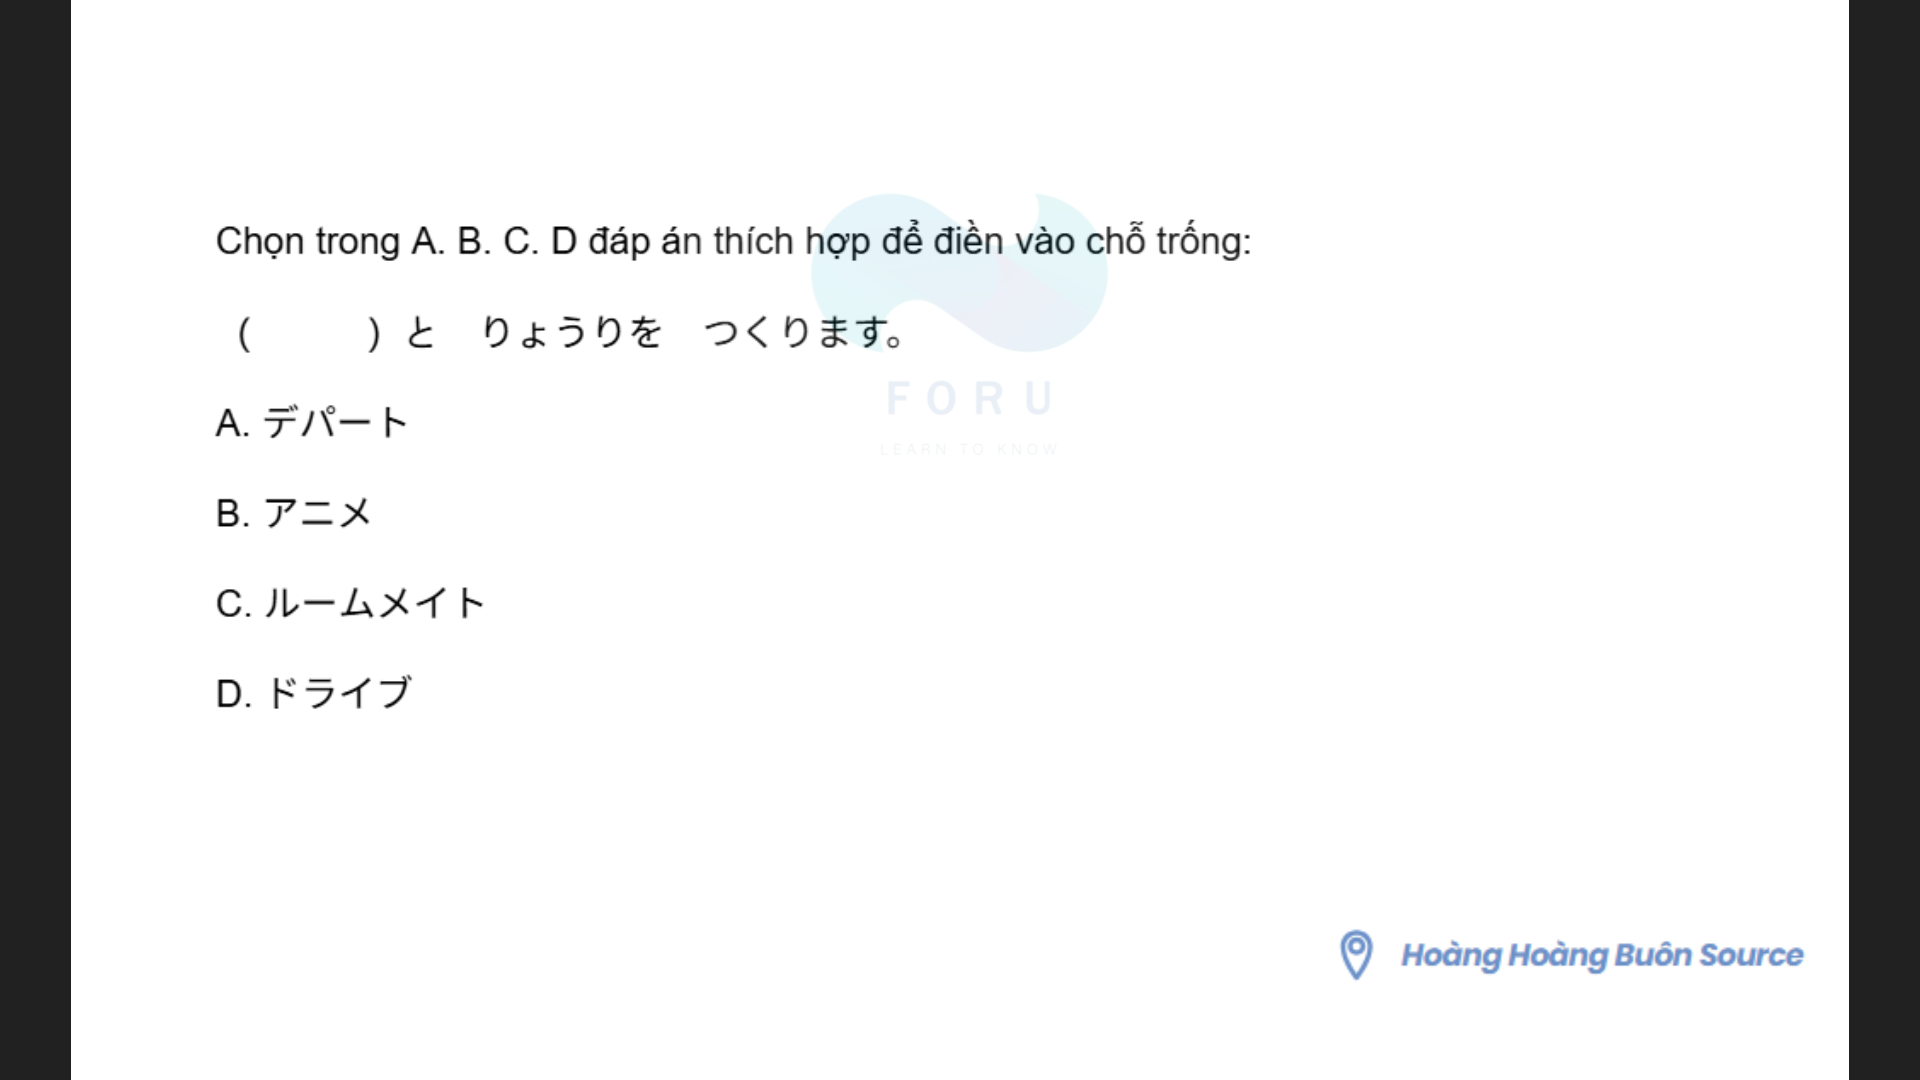 Chọn trong A. B. C. D đáp án thích hợp để điền vào chỗ trống:
(　　　) と　りょうりを　つくります。
A. デパート
B. アニメ
C. ルームメイト
D. ドライブ
FORU
LEARN TO KNOW
Hoàng Hoàng Buôn Source